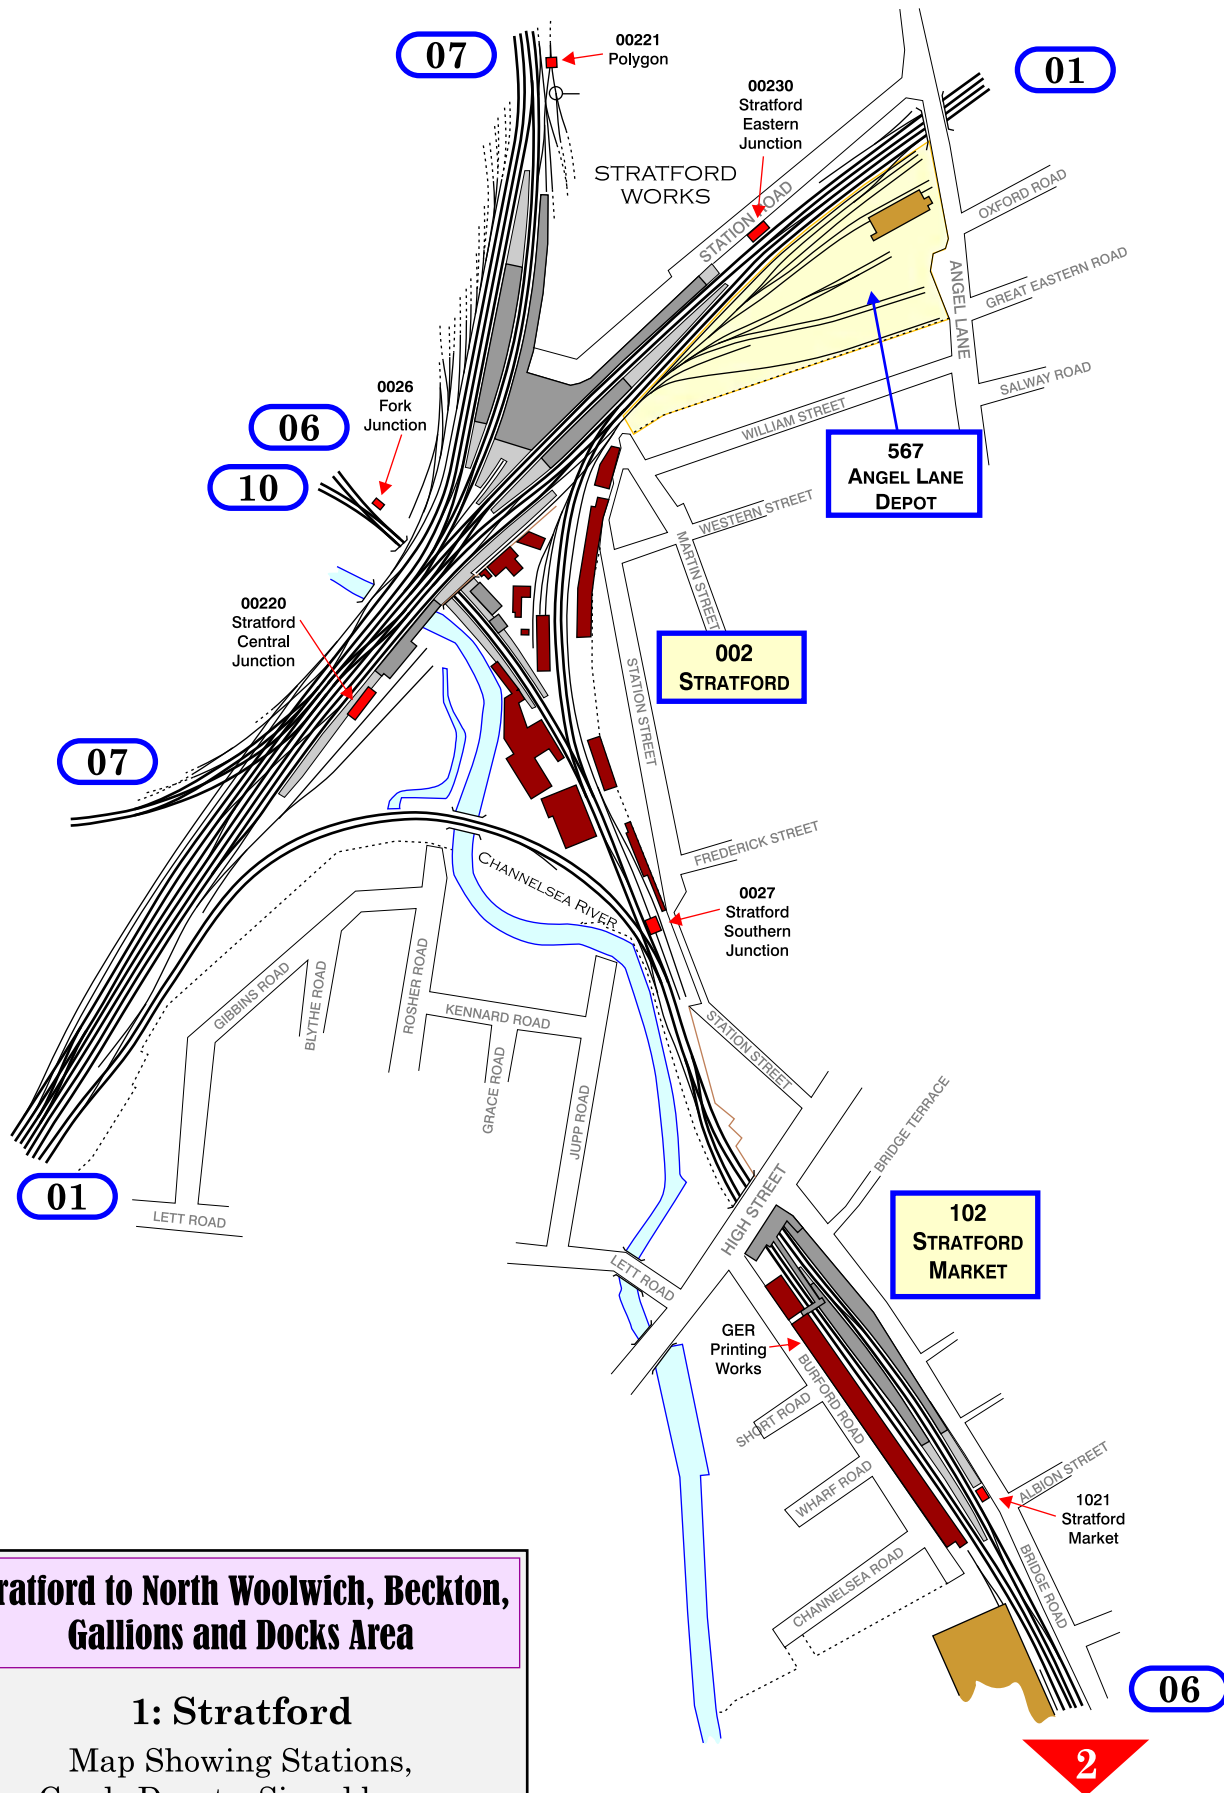 07
00221
Polygon
01
00230
Stratford
Eastern
Junction
STRATFORD
WORKS
STATION ROAD
OXFORD ROAD
ANGEL LANE
GREAT EASTERN ROAD
SALWAY ROAD
0026
Fork
Junction
06
10
WILLIAM STREET
567
ANGEL LANE
DEPOT
WESTERN STREET
MARTIN STREET
00220
Stratford
Central
Junction
002
STRATFORD
STATION STREET
07
FREDERICK STREET
CHANNELSEA RIVER
0027
Stratford
Southern
Junction
GIBBINS ROAD
BLYTHE ROAD
ROSHER ROAD
KENNARD ROAD
GRACE ROAD
JUPP ROAD
STATION STREET
BRIDGE TERRACE
01
LETT ROAD
HIGH STREET
LETT ROAD
102
STRATFORD
MARKET
GER
Printing
Works
BURFORD ROAD
SHORT ROAD
WHARF ROAD
ALBION STREET
1021
Stratford
Market
CHANNELSEA ROAD
BRIDGE ROAD
ratford to North Woolwich, Beckton,
Gallions and Docks Area
1: Stratford
Map Showing Stations,
06
2